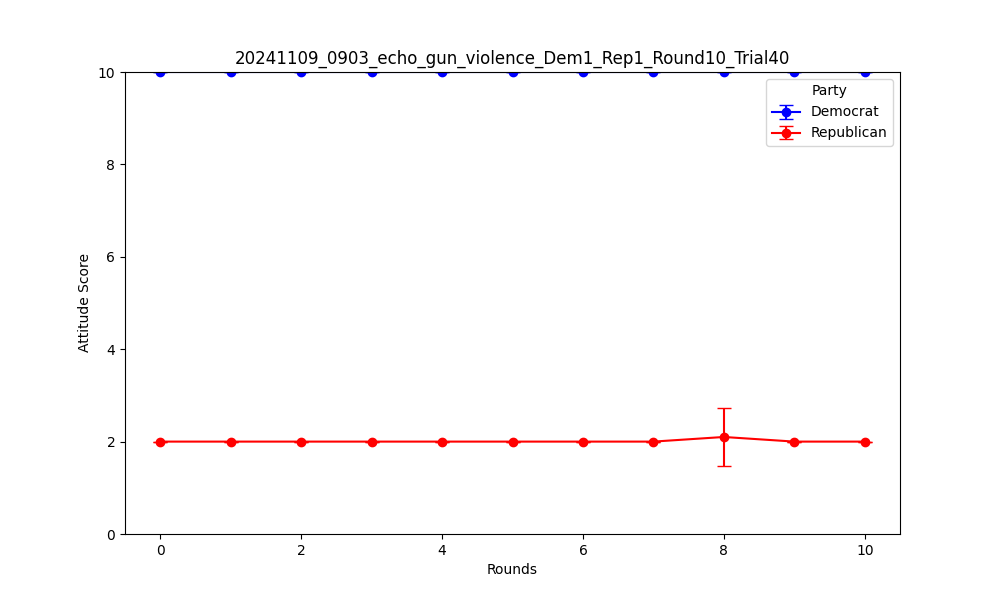 20241109_0903_echo_gun_violence_Dem1_Rep1_Round10_Trial40
10
8
6
4
2
0
Attitude Score
Party
Democrat
Republican
0
2
4
6
8
10
Rounds